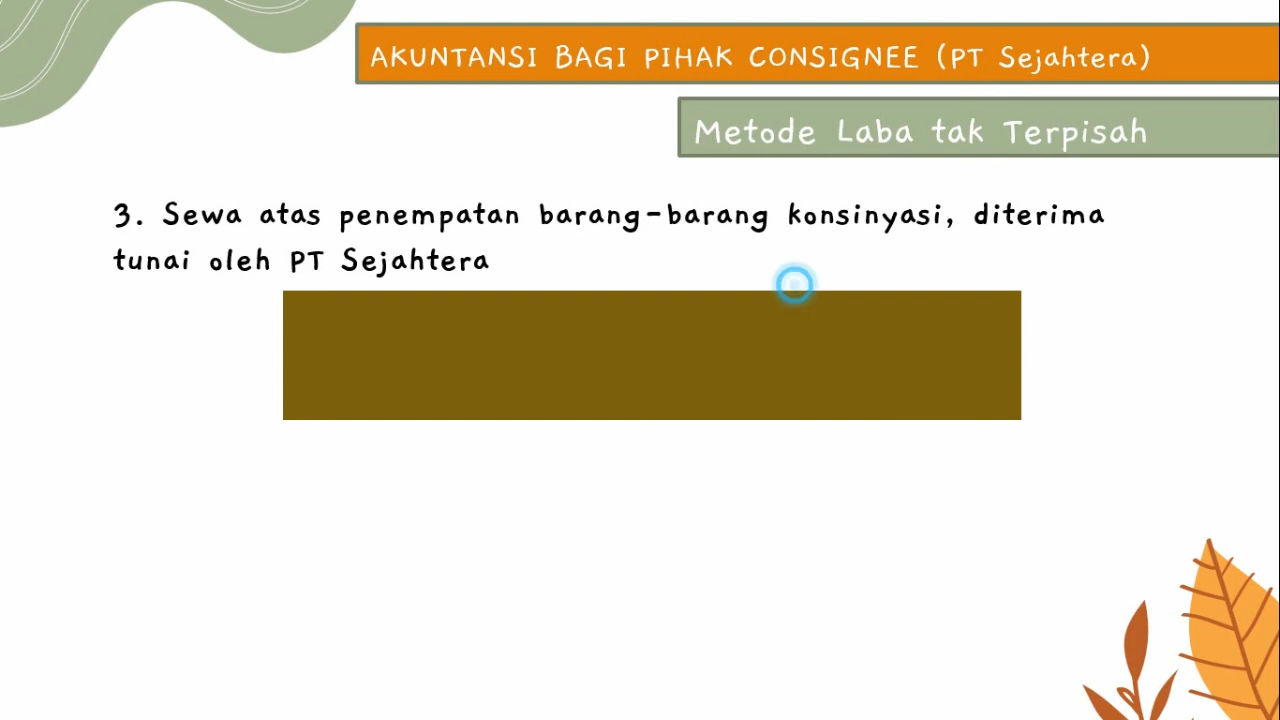 AKUNTANSI BAGI PIHAK CONSIGNEE (PT Sejahtera)
Metode Laba tak Terpisah
3. Sewa atas penempatan barang-barang konsinyasi, diterima
tunai oleh PT Sejahtera